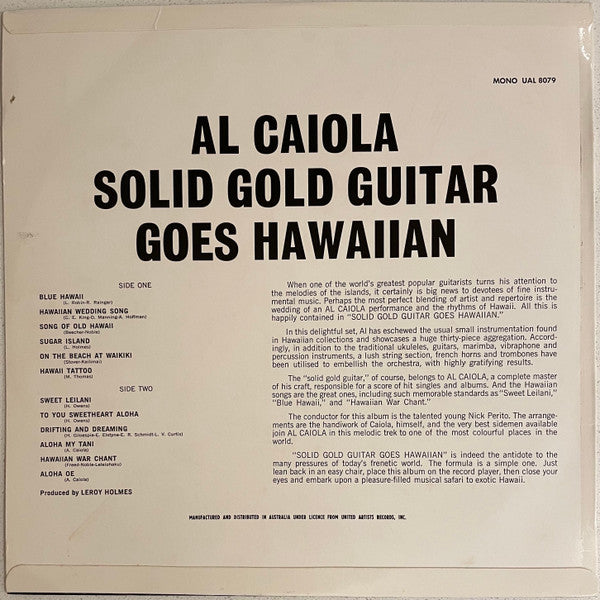 MONO UAL 8079
AL CAIOLA
SOLID GOLD GUITAR
GOES HAWAIIAN
SIDE ONE
BLUE HAWAII
(L. Robin-R. Rainger)
HAWAIIAN WEDDING SONG
(C. E. King-D. Manning-A. Hoffman)
SONG OF OLD HAWAII
(Beecher-Noble)
SUGAR ISLAND
(L. Holmes)
ON THE BEACH AT WAIKIKI
(Stover-Kailimai)
HAWAII TATTOO
(M. Thomas)
SIDE TWO
SWEET LEILANI
(H. Owens)
TO YOU SWEETHEART ALOHA
(H. Owens)
DRIFTING AND DREAMING
(H. Gillespie-E. Elstyne-E. R. Schmidt-L. V. Curtis)
ALOHA MY TANI
(A. Caiola)
HAWAIIAN WAR CHANT
(Freed-Noble-Leleiohaku)
ALOHA OE
(A. Caiola)
Produced by LEROY HOLMES
When one of the world's greatest popular guitarists turns his attention to
the melodies of the islands, it certainly is big news to devotees of fine instru-
mental music. Perhaps the most perfect blending of artist and repertoire is the
wedding of an AL CAIOLA performance and the rhythms of Hawaii. All this is
happily contained in "SOLID GOLD GUITAR GOES HAWAIIAN."
In this delightful set, Al has eschewed the usual small instrumentation found
in Hawaiian collections and showcases a huge thirty-piece aggregation. Accord-
ingly, in addition to the traditional ukuleles, guitars, marimba, vibraphone and
percussion instruments, a lush string section, french horns and trombones have
been utilised to embellish the orchestra, with highly gratifying results.
The "solid gold guitar," of course, belongs to AL CAIOLA, a complete master
of his craft, responsible for a score of hit singles and albums. And the Hawaiian
songs are the great ones, including such memorable standards as "Sweet Leilani,"
"Blue Hawaii," and "Hawaiian War Chant."
The conductor for this album is the talented young Nick Perito. The arrange-
ments are the handiwork of Caiola, himself, and the very best sidemen available
join AL CAIOLA in this melodic trek to one of the most colourful places in the
world.
"SOLID GOLD GUITAR GOES HAWAIIAN" is indeed the antidote to the
many pressures of today's frenetic world. The formula is a simple one. Just
lean back in an easy chair, place this album on the record player, then close your
eyes and embark upon a pleasure-filled musical safari to exotic Hawaii.
MANUFACTURED AND DISTRIBUTED IN AUSTRALIA UNDER LICENCE FROM UNITED ARTISTS RECORDS, INC.